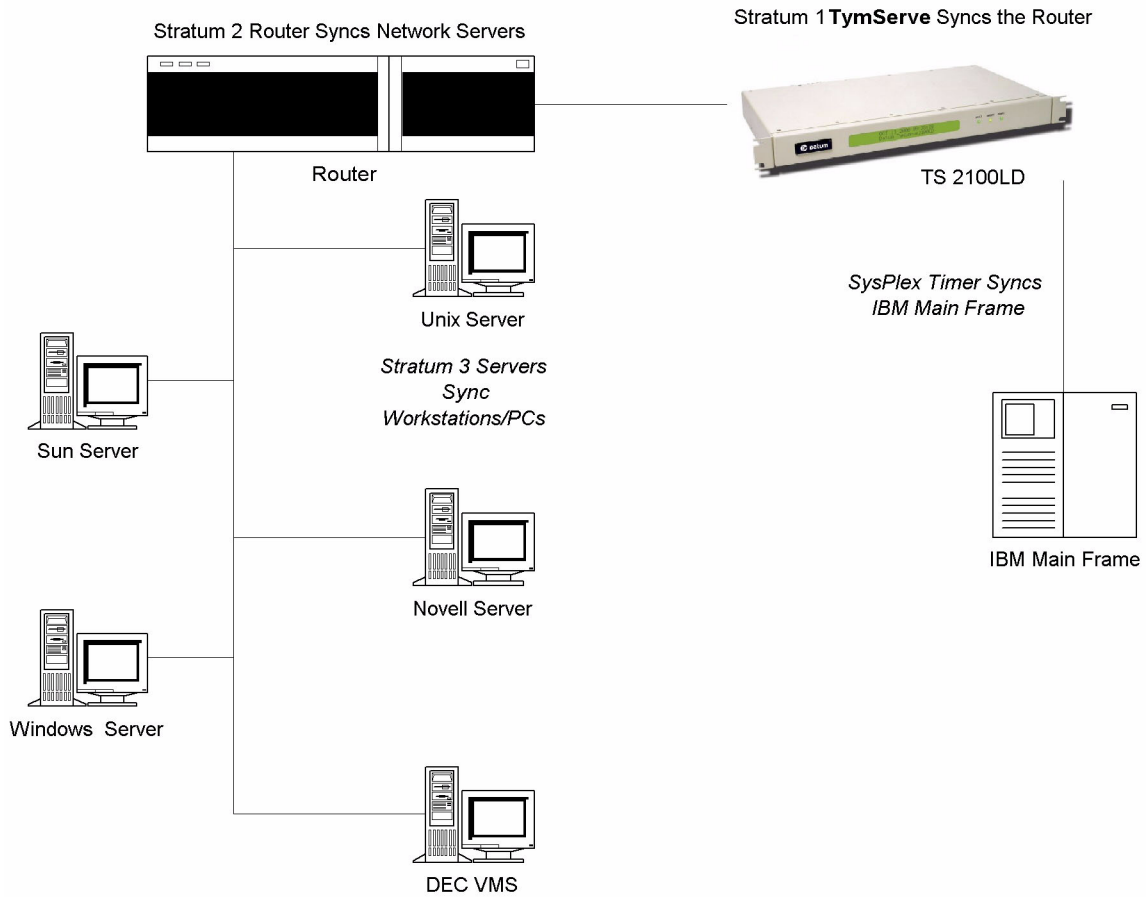 Stratum 2 Router Syncs Network Servers
Stratum 1 TymServe Syncs the Router
datum
Router
TS 2100LD
Unix Server
SysPlex Timer Syncs
IBM Main Frame
Stratum 3 Servers
Sync
Workstations/PCs
Sun Server
IBM Main Frame
Novell Server
Windows Server
DEC VMS